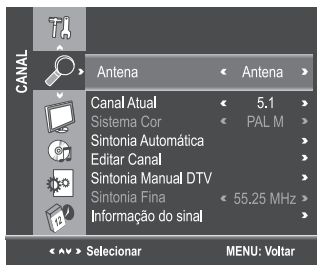 CANAL
Antena ‹ Antena ›
Canal Atual ‹ 5.1 ›
Sistema Cor ‹ PAL M ›
Sintonia Automática ›
Editar Canal ›
Sintonia Manual DTV ›
Sintonia Fina ‹ 55.25 MHz ›
Informação do sinal ›
12
Selecionar MENU: Voltar